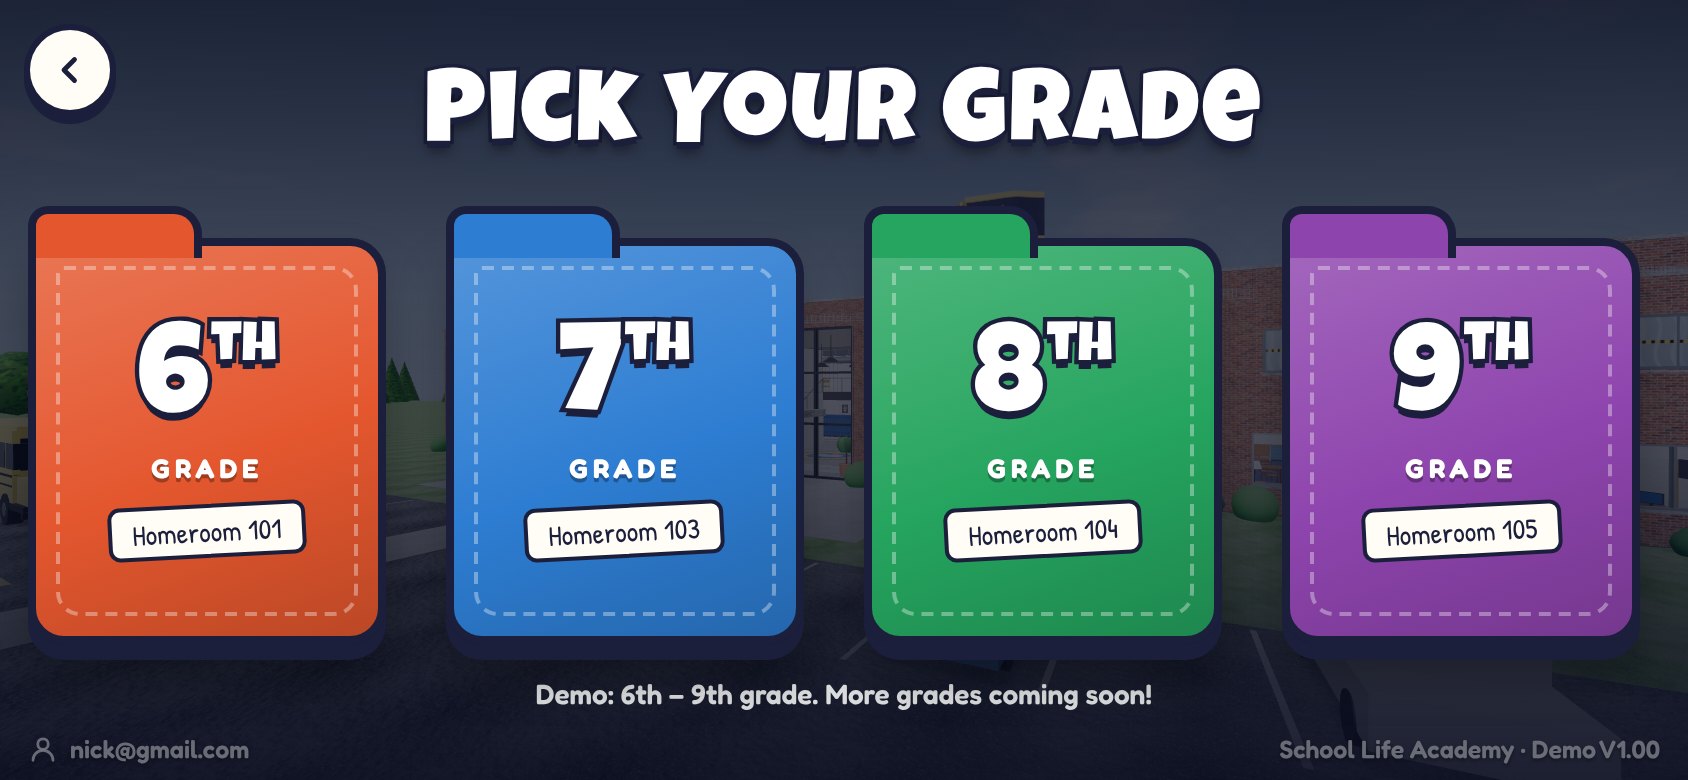 PICK YOUR GRADe
6TH
GRADE
Homeroom 101
7TH
GRADE
Homeroom 103
8TH
GRADE
Homeroom 104
9TH
GRADE
Homeroom 105
Demo: 6th – 9th grade. More grades coming soon!
nick@gmail.com
School Life Academy · Demo V1.00